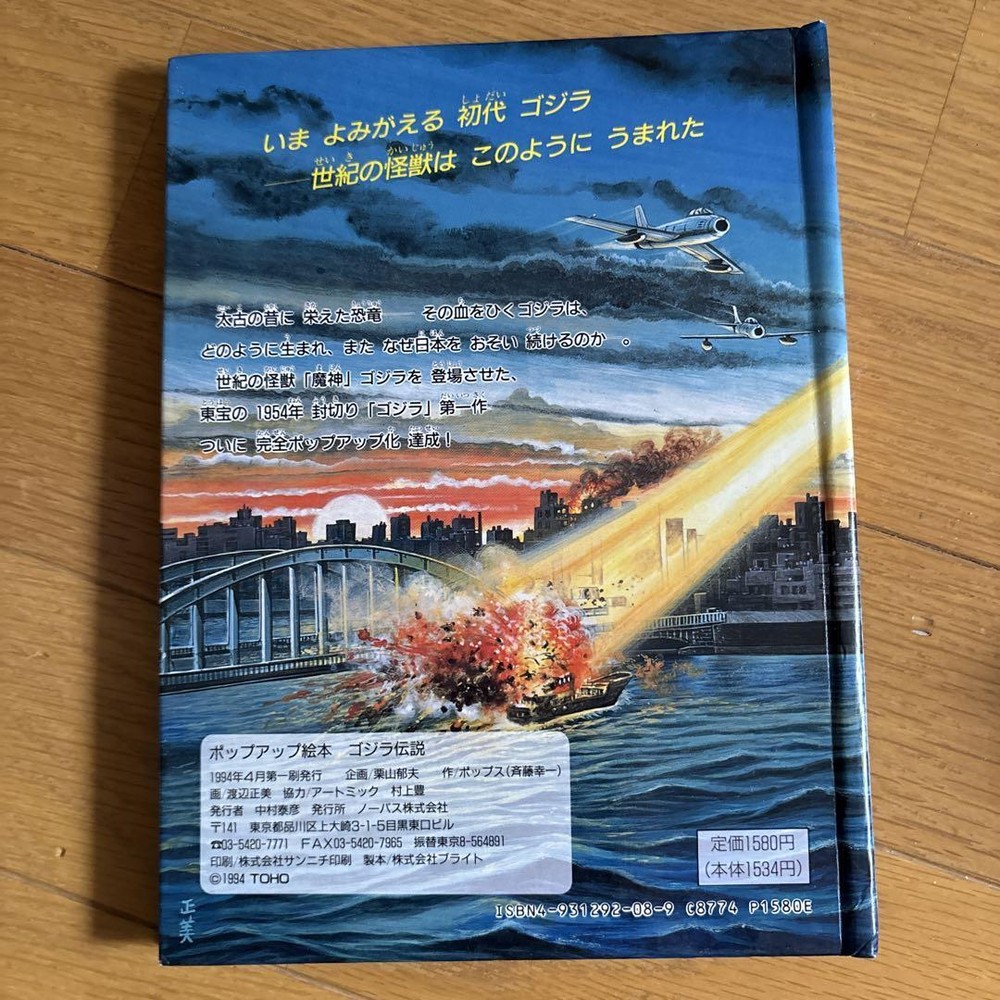 いま よみがえる 初代 ゴジラ
──世紀の怪獣は このように うまれた
太古の昔に 栄えた恐竜── その血をひくゴジラは、
どのように生まれ、また なぜ日本を おそい 続けるのか 。
世紀の怪獣「魔神」ゴジラを 登場させた、
東宝の 1954年 封切り「ゴジラ」第一作
ついに 完全ポップアップ化 達成！
ポップアップ絵本 ゴジラ伝説
1994年4月第一刷発行 企画/栗山郁夫 作/ポップス(斉藤幸一)
画/渡辺正美 協力/アートミック 村上豊
発行者 中村泰彦 発行所 ノーバス株式会社
〒141 東京都品川区上大崎3-1-5目黒東口ビル
☎03-5420-7771 FAX03-5420-7965 振替東京8-564891
印刷/株式会社サンニチ印刷 製本/株式会社ブライト
©1994 TOHO
定価1580円
(本体1534円)
ISBN4-931292-08-9 C8774 P1580E
正美